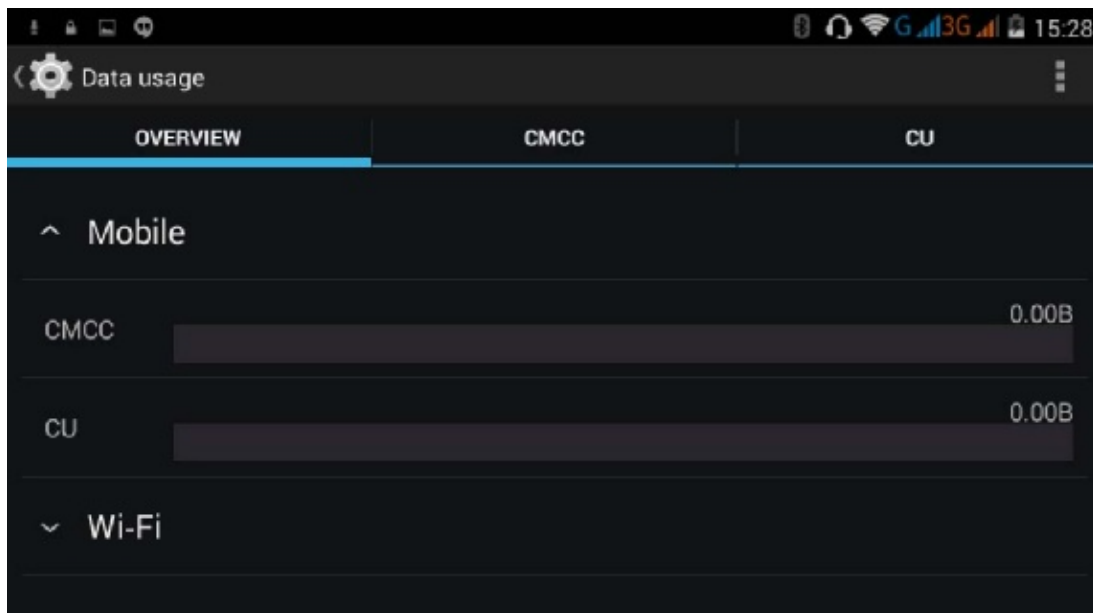 G 3G 15:28
Data usage
OVERVIEW CMCC CU
Mobile
0.00B
CMCC
0.00B
CU
Wi-Fi